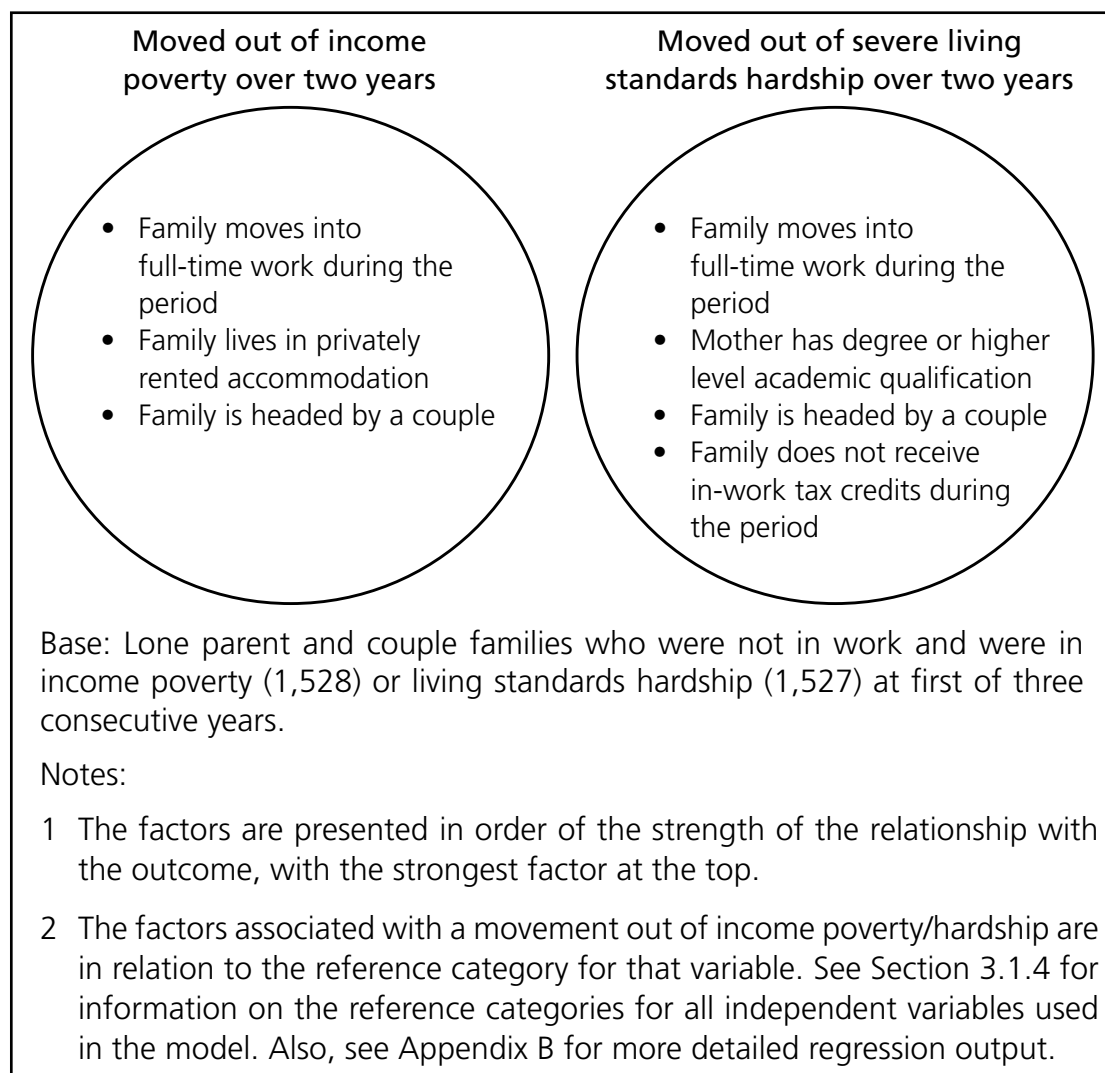 Moved out of income
poverty over two years
• Family moves into
full-time work during the
period
• Family lives in privately
rented accommodation
• Family is headed by a couple
Moved out of severe living
standards hardship over two years
• Family moves into
full-time work during the
period
• Mother has degree or higher
level academic qualification
• Family is headed by a couple
• Family does not receive
in-work tax credits during
the period
Base: Lone parent and couple families who were not in work and were in
income poverty (1,528) or living standards hardship (1,527) at first of three
consecutive years.
Notes:
1 The factors are presented in order of the strength of the relationship with
the outcome, with the strongest factor at the top.
2 The factors associated with a movement out of income poverty/hardship are
in relation to the reference category for that variable. See Section 3.1.4 for
information on the reference categories for all independent variables used
in the model. Also, see Appendix B for more detailed regression output.